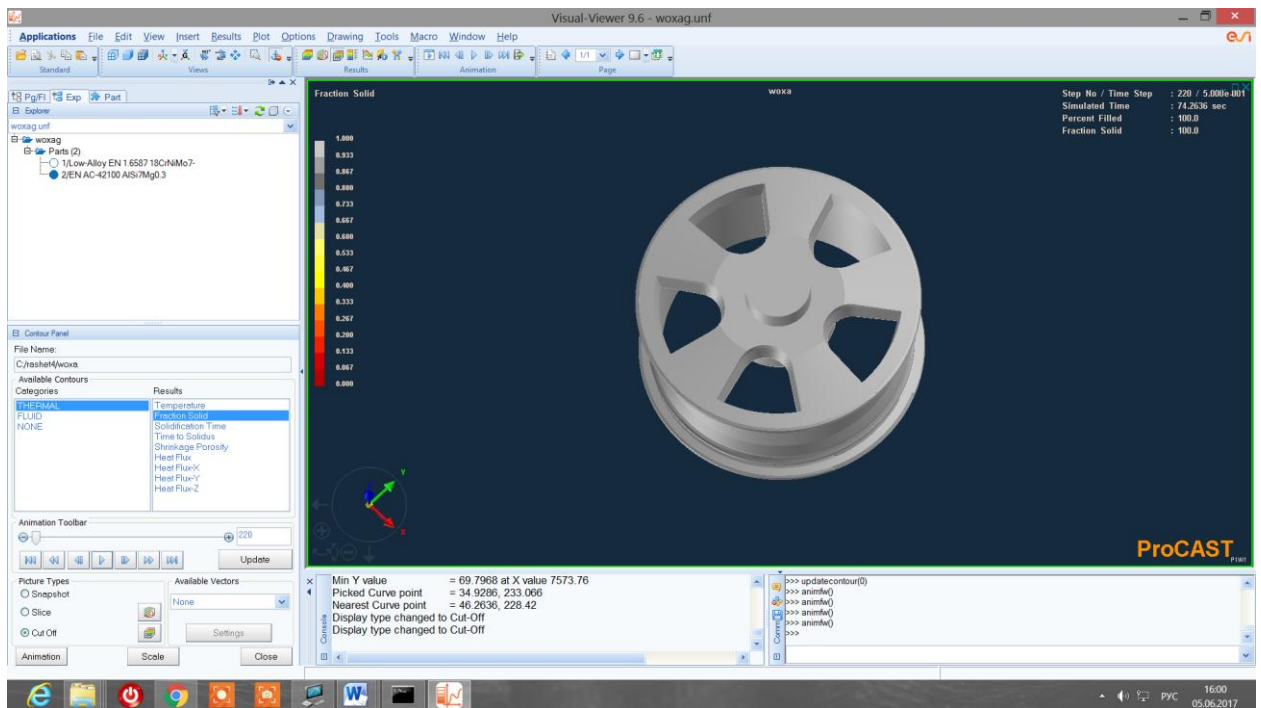 Visual-Viewer 9.6 - woxag.unf
Applications File Edit View Insert Results Plot Options Drawing Tools Macro Window Help
esi
1/1
Standard Views Results Animation Page
Pg/Fl Exp Part
Explorer
woxag.unf
woxag
Parts (2)
1/Low-Alloy EN 1.6587 18CrNiMo7-
2/EN AC-42100 AlSi7Mg0.3
Contour Panel
File Name:
C:/rashet4/woxa
Available Contours
Categories Results
THERMAL
FLUID
NONE
Temperature
Fraction Solid
Solidification Time
Time to Solidus
Shrinkage Porosity
Heat Flux
Heat Flux-X
Heat Flux-Y
Heat Flux-Z
Animation Toolbar
220
Update
Picture Types Available Vectors
Snapshot
None
Slice
Cut Off Settings
Animation Scale Close
Fraction Solid
woxa
Step No / Time Step : 220 / 5.000e-001
Simulated Time : 74.2636 sec
Percent Filled : 100.0
Fraction Solid : 100.0
1.000
0.933
0.867
0.800
0.733
0.667
0.600
0.533
0.467
0.400
0.333
0.267
0.200
0.133
0.067
0.000
Y
X
ProCAST
P1W1
Console
Min Y value = 69.7968 at X value 7573.76
Picked Curve point = 34.9286, 233.066
Nearest Curve point = 46.2636, 228.42
Display type changed to Cut-Off
Display type changed to Cut-Off
>>> updatecontour(0)
>>> animfw()
>>> animfw()
>>> animfw()
>>> animfw()
>>>
РУС
16:00
05.06.2017